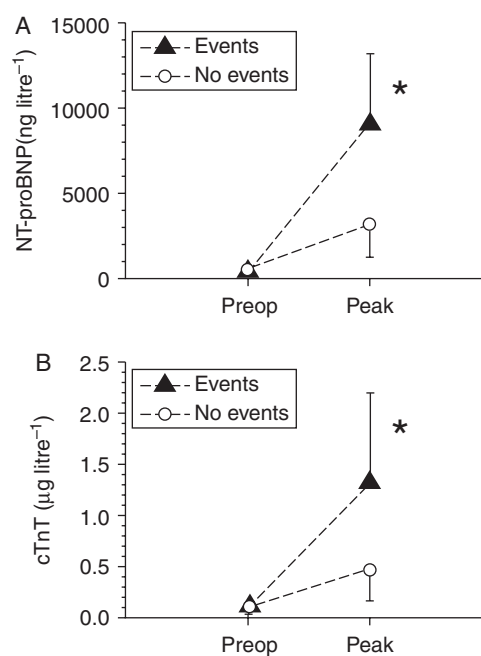 A
NT-proBNP(ng litre⁻¹)
15000
10000
5000
0
Events
No events
*
Preop
Peak
B
cTnT (μg litre⁻¹)
2.5
2.0
1.5
1.0
0.5
0.0
Events
No events
*
Preop
Peak